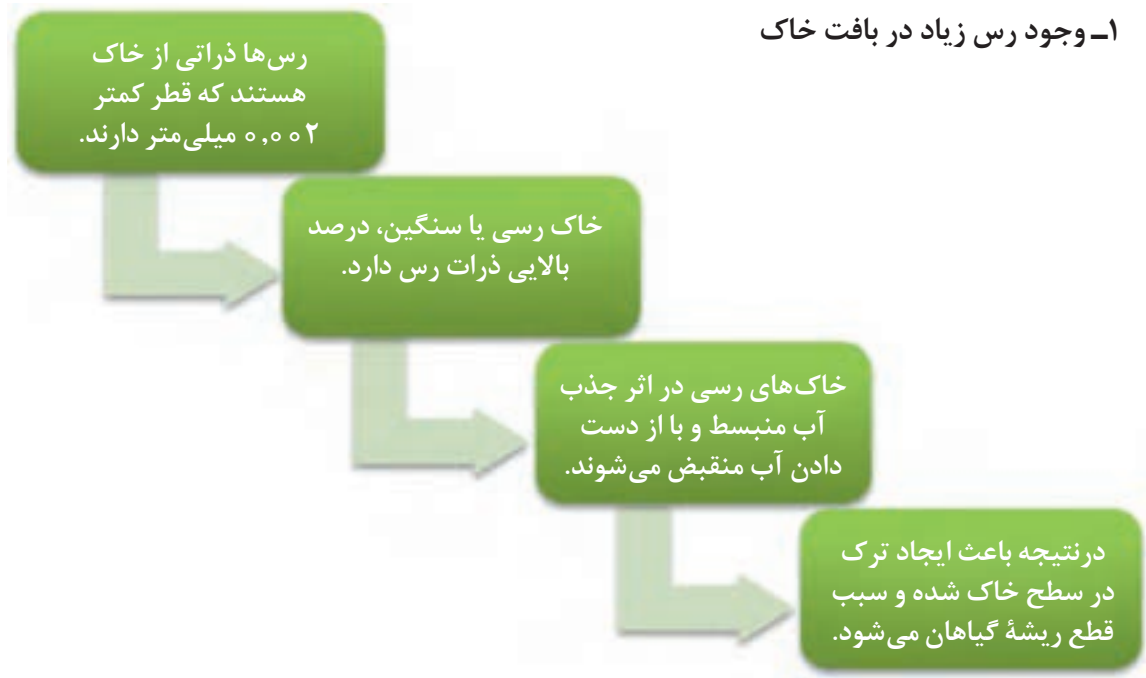 ۱ـ وجود رس زیاد در بافت خاک
رس‌ها ذراتی از خاک
هستند که قطر کمتر
۰,۰۰۲ میلی‌متر دارند.
خاک رسی یا سنگین، درصد
بالایی ذرات رس دارد.
خاک‌های رسی در اثر جذب
آب منبسط و با از دست
دادن آب منقبض می‌شوند.
درنتیجه باعث ایجاد ترک
در سطح خاک شده و سبب
قطع ریشهٔ گیاهان می‌شود.